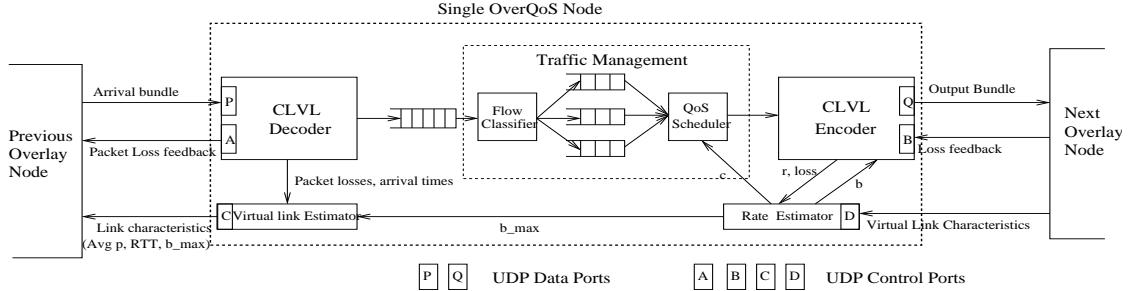 Single OverQoS Node
Traffic Management
Arrival bundle
P
CLVL
Decoder
Flow
Classifier
QoS
Scheduler
CLVL
Encoder
Q
Output Bundle
Previous
Overlay
Node
A
Packet Loss feedback
B
Loss feedback
Next
Overlay
Node
Packet losses, arrival times
c
r, loss
b
C
Virtual link Estimator
Rate Estimator
D
Link characteristics
(Avg p, RTT, b_max)
b_max
Virtual Link Characteristics
P Q UDP Data Ports
A B C D UDP Control Ports